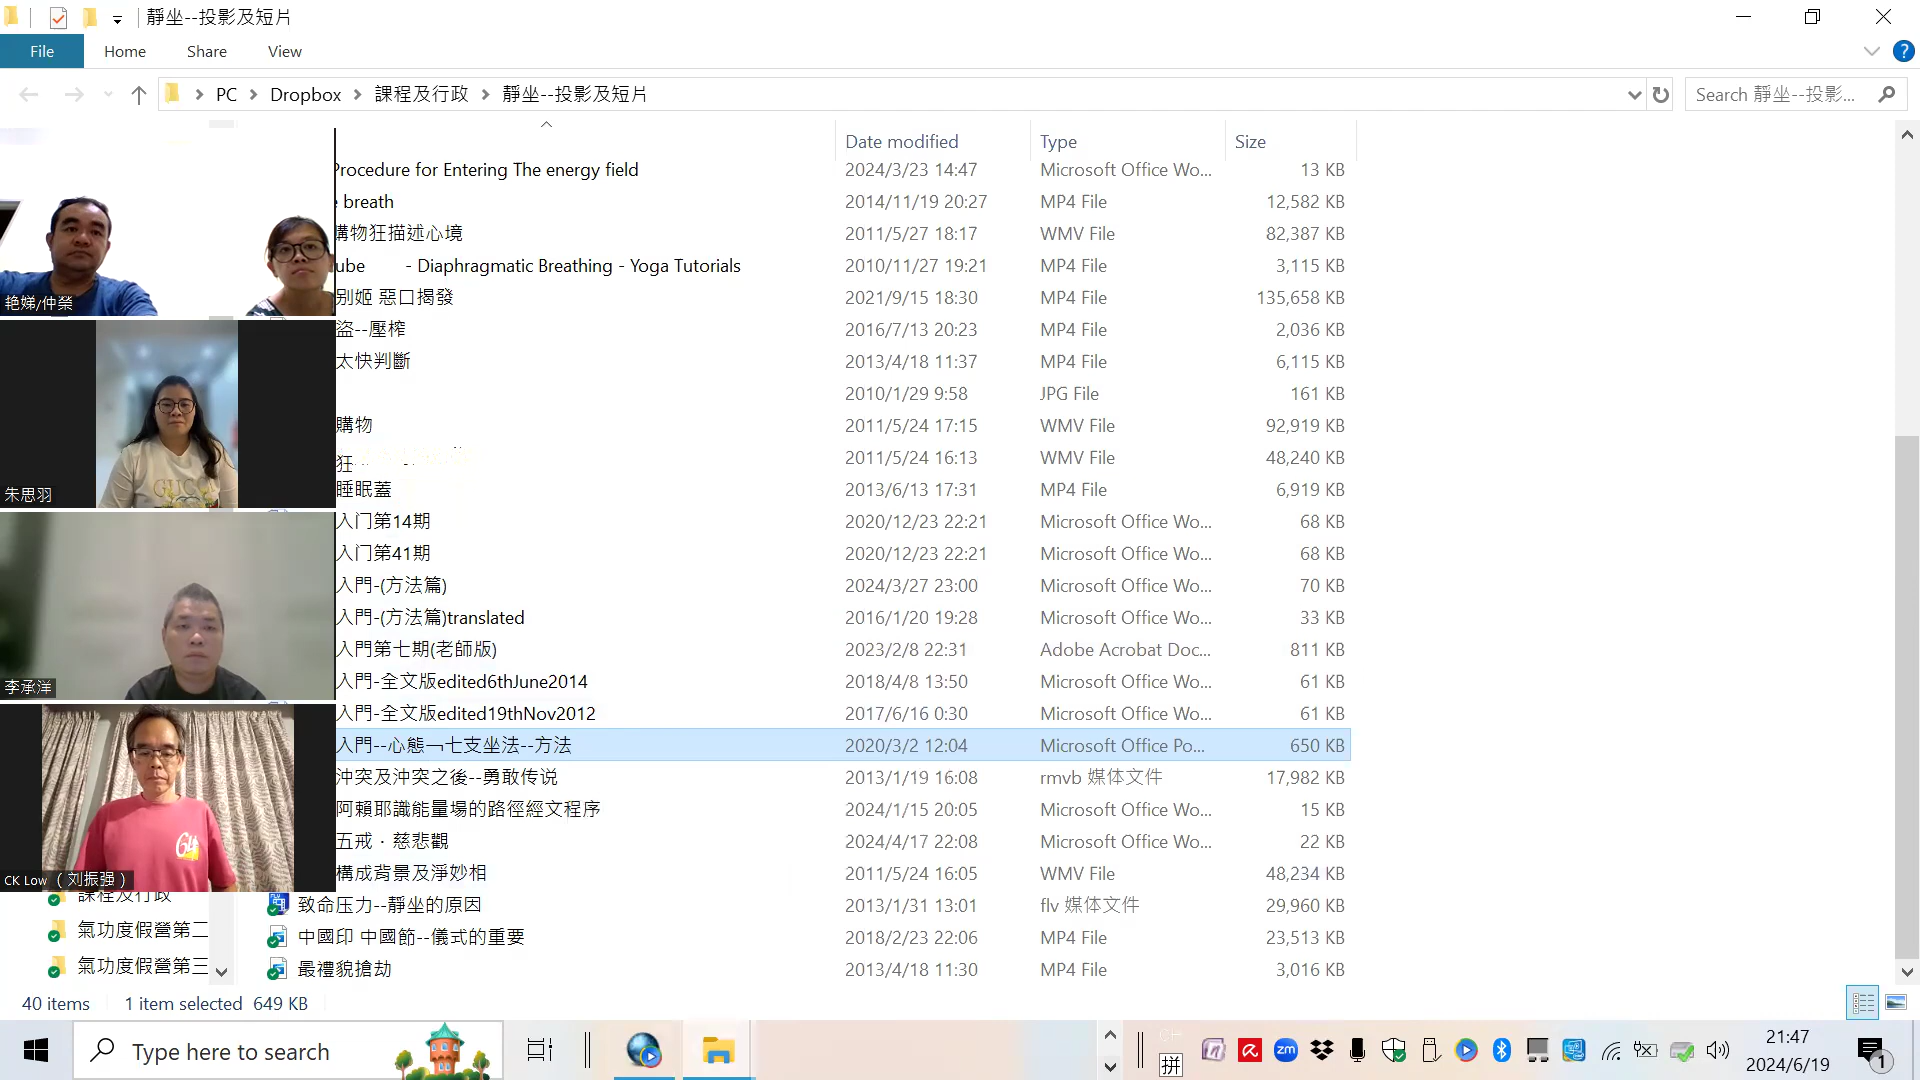 靜坐--投影及短片
File Home Share View
PC Dropbox 課程及行政 靜坐--投影及短片
Search 靜坐--投影...
Date modified Type Size
Procedure for Entering The energy field 2024/3/23 14:47 Microsoft Office Wo... 13 KB
breath 2014/11/19 20:27 MP4 File 12,582 KB
購物狂描述心境 2011/5/27 18:17 WMV File 82,387 KB
ube - Diaphragmatic Breathing - Yoga Tutorials 2010/11/27 19:21 MP4 File 3,115 KB
别姬 惡口揭發 2021/9/15 18:30 MP4 File 135,658 KB
盜--壓榨 2016/7/13 20:23 MP4 File 2,036 KB
太快判斷 2013/4/18 11:37 MP4 File 6,115 KB
2010/1/29 9:58 JPG File 161 KB
購物 2011/5/24 17:15 WMV File 92,919 KB
狂 2011/5/24 16:13 WMV File 48,240 KB
睡眠蓋 2013/6/13 17:31 MP4 File 6,919 KB
入门第14期 2020/12/23 22:21 Microsoft Office Wo... 68 KB
入门第41期 2020/12/23 22:21 Microsoft Office Wo... 68 KB
入門-(方法篇) 2024/3/27 23:00 Microsoft Office Wo... 70 KB
入門-(方法篇)translated 2016/1/20 19:28 Microsoft Office Wo... 33 KB
入門第七期(老師版) 2023/2/8 22:31 Adobe Acrobat Doc... 811 KB
入門-全文版edited6thJune2014 2018/4/8 13:50 Microsoft Office Wo... 61 KB
入門-全文版edited19thNov2012 2017/6/16 0:30 Microsoft Office Wo... 61 KB
入門--心態￢七支坐法--方法 2020/3/2 12:04 Microsoft Office Po... 650 KB
沖突及沖突之後--勇敢传说 2013/1/19 16:08 rmvb 媒体文件 17,982 KB
阿賴耶識能量場的路徑經文程序 2024/1/15 20:05 Microsoft Office Wo... 15 KB
五戒．慈悲觀 2024/4/17 22:08 Microsoft Office Wo... 22 KB
構成背景及淨妙相 2011/5/24 16:05 WMV File 48,234 KB
致命压力--靜坐的原因 2013/1/31 13:01 flv 媒体文件 29,960 KB
中國印 中國節--儀式的重要 2018/2/23 22:06 MP4 File 23,513 KB
最禮貌搶劫 2013/4/18 11:30 MP4 File 3,016 KB
艳娣/仲榮
朱思羽
GUCCI
李承洋
CK Low （ 刘振强 ）
課程及行政
氣功度假營第二
氣功度假營第三
40 items 1 item selected 649 KB
Type here to search
zm
拼
21:47
2024/6/19
1